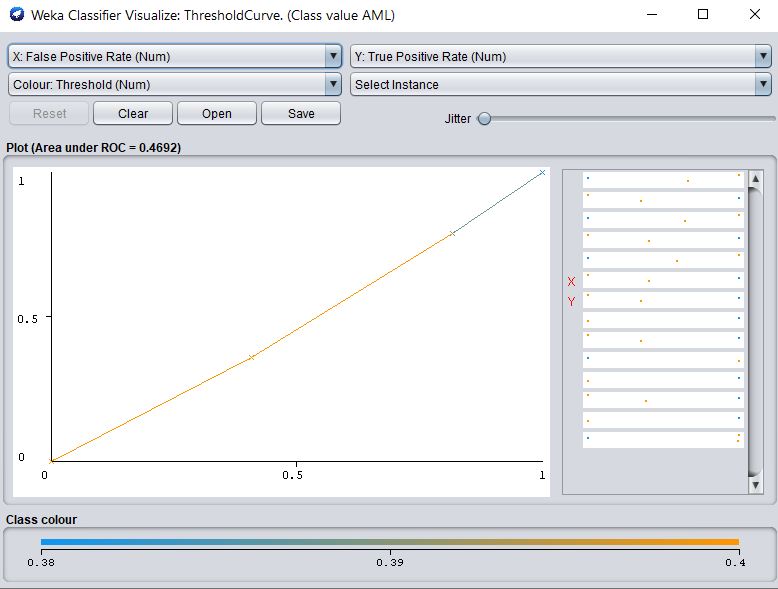 Weka Classifier Visualize: ThresholdCurve. (Class value AML)
X: False Positive Rate (Num)
Y: True Positive Rate (Num)
Colour: Threshold (Num)
Select Instance
Reset
Clear
Open
Save
Jitter
Plot (Area under ROC = 0.4692)
1
0.5
0
0
0.5
1
X
Y
Class colour
0.38
0.39
0.4